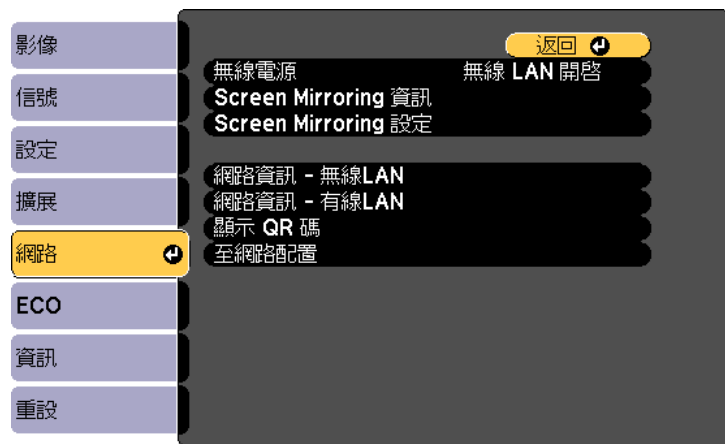 影像
信號
設定
擴展
網路
ECO
資訊
重設
返回
無線電源 無線 LAN 開啓
Screen Mirroring 資訊
Screen Mirroring 設定
網路資訊 - 無線LAN
網路資訊 - 有線LAN
顯示 QR 碼
至網路配置